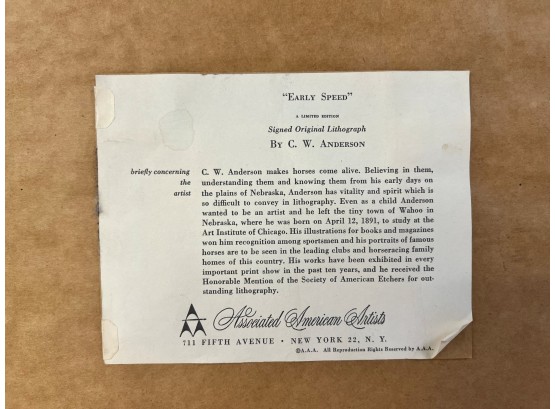 "Early Speed"
A LIMITED EDITION
Signed Original Lithograph
By C. W. Anderson
briefly concerning
the
artist
C. W. Anderson makes horses come alive. Believing in them,
understanding them and knowing them from his early days on
the plains of Nebraska, Anderson has vitality and spirit which is
so difficult to convey in lithography. Even as a child Anderson
wanted to be an artist and he left the tiny town of Wahoo in
Nebraska, where he was born on April 12, 1891, to study at the
Art Institute of Chicago. His illustrations for books and magazines
won him recognition among sportsmen and his portraits of famous
horses are to be seen in the leading clubs and horseracing family
homes of this country. His works have been exhibited in every
important print show in the past ten years, and he received the
Honorable Mention of the Society of American Etchers for out-
standing lithography.
Associated American Artists
711 FIFTH AVENUE • NEW YORK 22, N. Y.
©A.A.A. All Reproduction Rights Reserved by A.A.A.